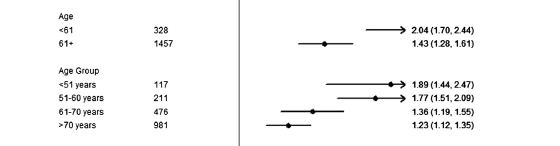 Age
<61 328 2.04 (1.70, 2.44)
61+ 1457 1.43 (1.28, 1.61)
Age Group
<51 years 117 1.89 (1.44, 2.47)
51-60 years 211 1.77 (1.51, 2.09)
61-70 years 476 1.36 (1.19, 1.55)
>70 years 981 1.23 (1.12, 1.35)